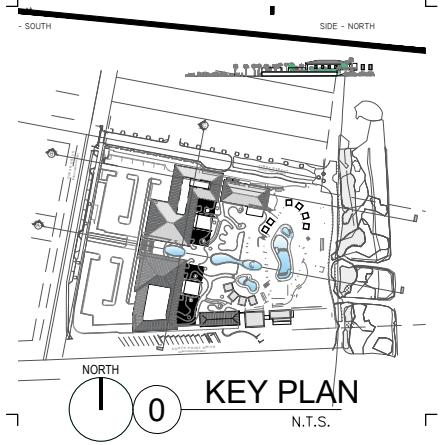 - SOUTH
SIDE - NORTH
NORTH
0
KEY PLAN
N.T.S.